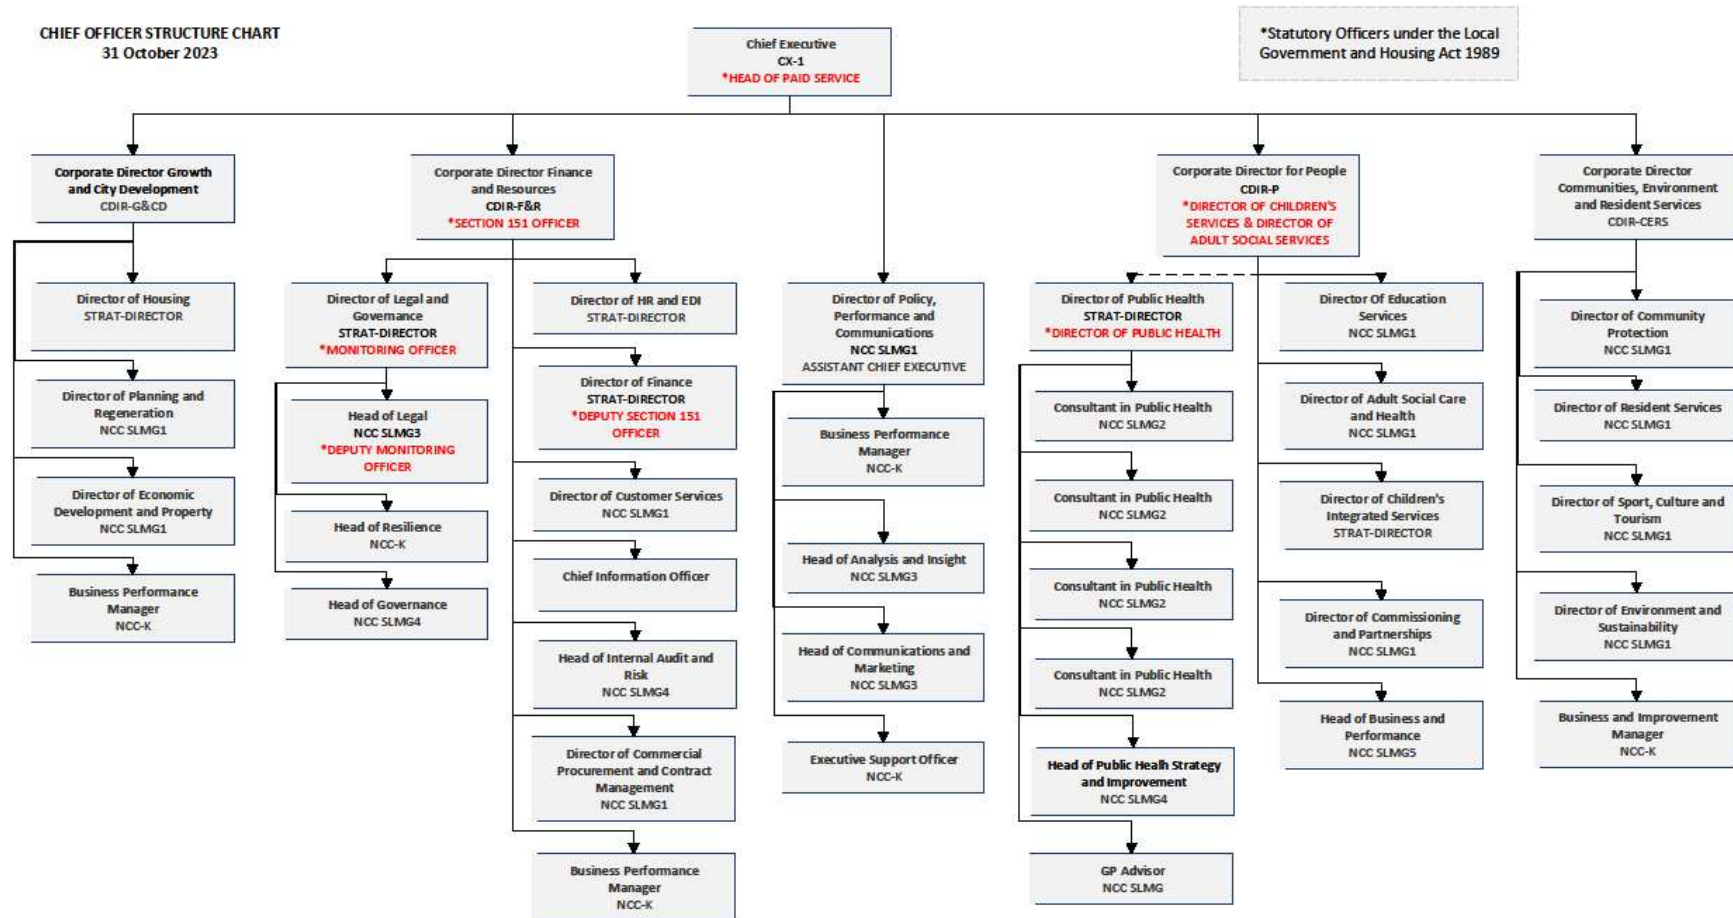 CHIEF OFFICER STRUCTURE CHART
31 October 2023
Chief Executive
CX-1
*HEAD OF PAID SERVICE
*Statutory Officers under the Local
Government and Housing Act 1989
Corporate Director Growth
and City Development
CDIR-G&CD
Director of Housing
STRAT-DIRECTOR
Director of Planning and
Regeneration
NCC SLMG1
Director of Economic
Development and Property
NCC SLMG1
Business Performance
Manager
NCC-K
Corporate Director Finance
and Resources
CDIR-F&R
*SECTION 151 OFFICER
Director of Legal and
Governance
STRAT-DIRECTOR
*MONITORING OFFICER
Head of Legal
NCC SLMG3
*DEPUTY MONITORING
OFFICER
Head of Resilience
NCC-K
Head of Governance
NCC SLMG4
Director of HR and EDI
STRAT-DIRECTOR
Director of Finance
STRAT-DIRECTOR
*DEPUTY SECTION 151
OFFICER
Director of Customer Services
NCC SLMG1
Chief Information Officer
Head of Internal Audit and
Risk
NCC SLMG4
Director of Commercial
Procurement and Contract
Management
NCC SLMG1
Business Performance
Manager
NCC-K
Director of Policy,
Performance and
Communications
NCC SLMG1
ASSISTANT CHIEF EXECUTIVE
Business Performance
Manager
NCC-K
Head of Analysis and Insight
NCC SLMG3
Head of Communications and
Marketing
NCC SLMG3
Executive Support Officer
NCC-K
Corporate Director for People
CDIR-P
*DIRECTOR OF CHILDREN'S
SERVICES & DIRECTOR OF
ADULT SOCIAL SERVICES
Director of Public Health
STRAT-DIRECTOR
*DIRECTOR OF PUBLIC HEALTH
Consultant in Public Health
NCC SLMG2
Consultant in Public Health
NCC SLMG2
Consultant in Public Health
NCC SLMG2
Consultant in Public Health
NCC SLMG2
Head of Public Healh Strategy
and Improvement
NCC SLMG4
GP Advisor
NCC SLMG
Director Of Education
Services
NCC SLMG1
Director of Adult Social Care
and Health
NCC SLMG1
Director of Children's
Integrated Services
STRAT-DIRECTOR
Director of Commissioning
and Partnerships
NCC SLMG1
Head of Business and
Performance
NCC SLMG5
Corporate Director
Communities, Environment
and Resident Services
CDIR-CERS
Director of Community
Protection
NCC SLMG1
Director of Resident Services
NCC SLMG1
Director of Sport, Culture and
Tourism
NCC SLMG1
Director of Environment and
Sustainability
NCC SLMG1
Business and Improvement
Manager
NCC-K